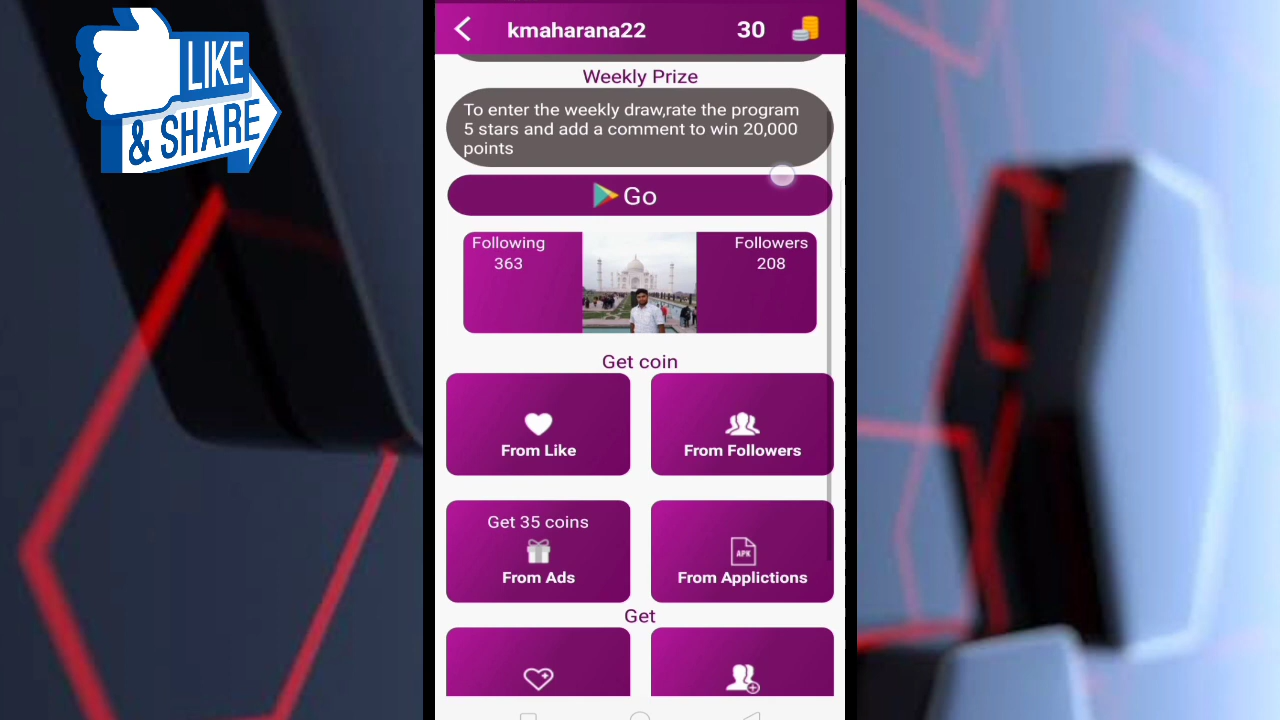 LIKE
& SHARE
kmaharana22
30
Weekly Prize
To enter the weekly draw,rate the program
5 stars and add a comment to win 20,000
points
Go
Following
363
Followers
208
Get coin
From Like
From Followers
Get 35 coins
From Ads
APK
From Applictions
Get